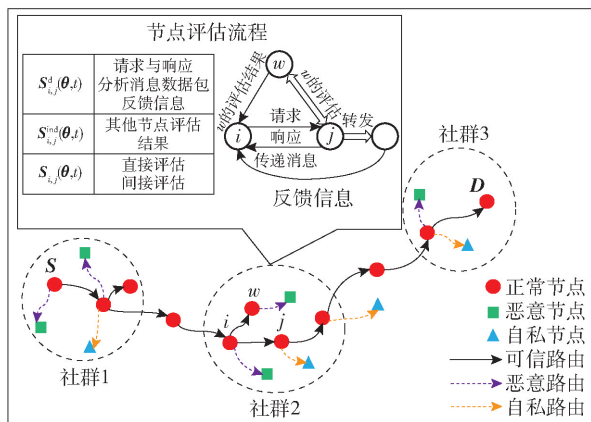 节点评估流程
S^d_{i,j}(θ,t)
请求与响应
分析消息数据包
反馈信息
S^ind_{i,j}(θ,t)
其他节点评估
结果
S_{i,j}(θ,t)
直接评估
间接评估
w
w的评估结果
w的评估
i
请求
响应
j
转发
传递消息
反馈信息
社群3
D
S
社群1
w
i
j
社群2
正常节点
恶意节点
自私节点
可信路由
恶意路由
自私路由